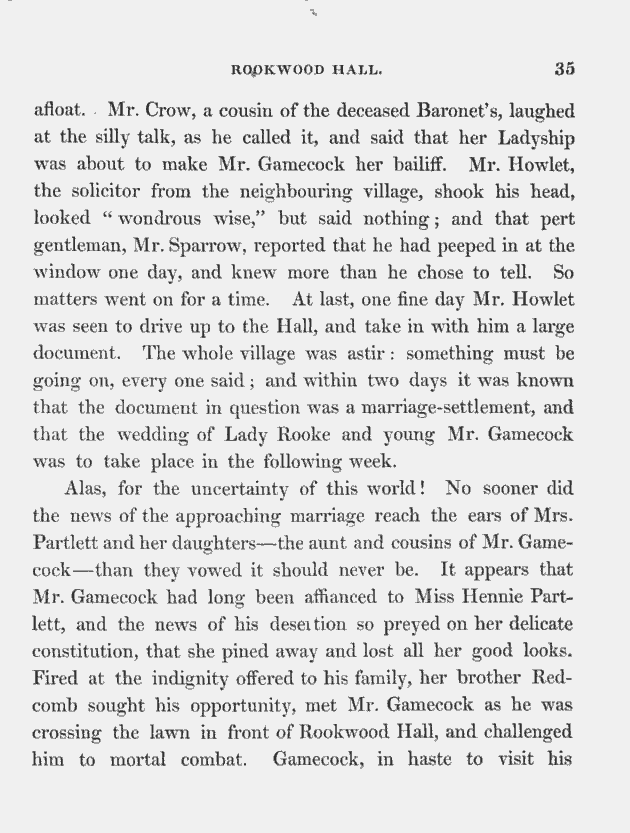 ROOKWOOD HALL. 35
afloat. Mr. Crow, a cousin of the deceased Baronet's, laughed
at the silly talk, as he called it, and said that her Ladyship
was about to make Mr. Gamecock her bailiff. Mr. Howlet,
the solicitor from the neighbouring village, shook his head,
looked “ wondrous wise,” but said nothing ; and that pert
gentleman, Mr. Sparrow, reported that he had peeped in at the
window one day, and knew more than he chose to tell. So
matters went on for a time. At last, one fine day Mr. Howlet
was seen to drive up to the Hall, and take in with him a large
document. The whole village was astir : something must be
going on, every one said ; and within two days it was known
that the document in question was a marriage-settlement, and
that the wedding of Lady Rooke and young Mr. Gamecock
was to take place in the following week.
Alas, for the uncertainty of this world ! No sooner did
the news of the approaching marriage reach the ears of Mrs.
Partlett and her daughters—the aunt and cousins of Mr. Game-
cock—than they vowed it should never be. It appears that
Mr. Gamecock had long been affianced to Miss Hennie Part-
lett, and the news of his desertion so preyed on her delicate
constitution, that she pined away and lost all her good looks.
Fired at the indignity offered to his family, her brother Red-
comb sought his opportunity, met Mr. Gamecock as he was
crossing the lawn in front of Rookwood Hall, and challenged
him to mortal combat. Gamecock, in haste to visit his